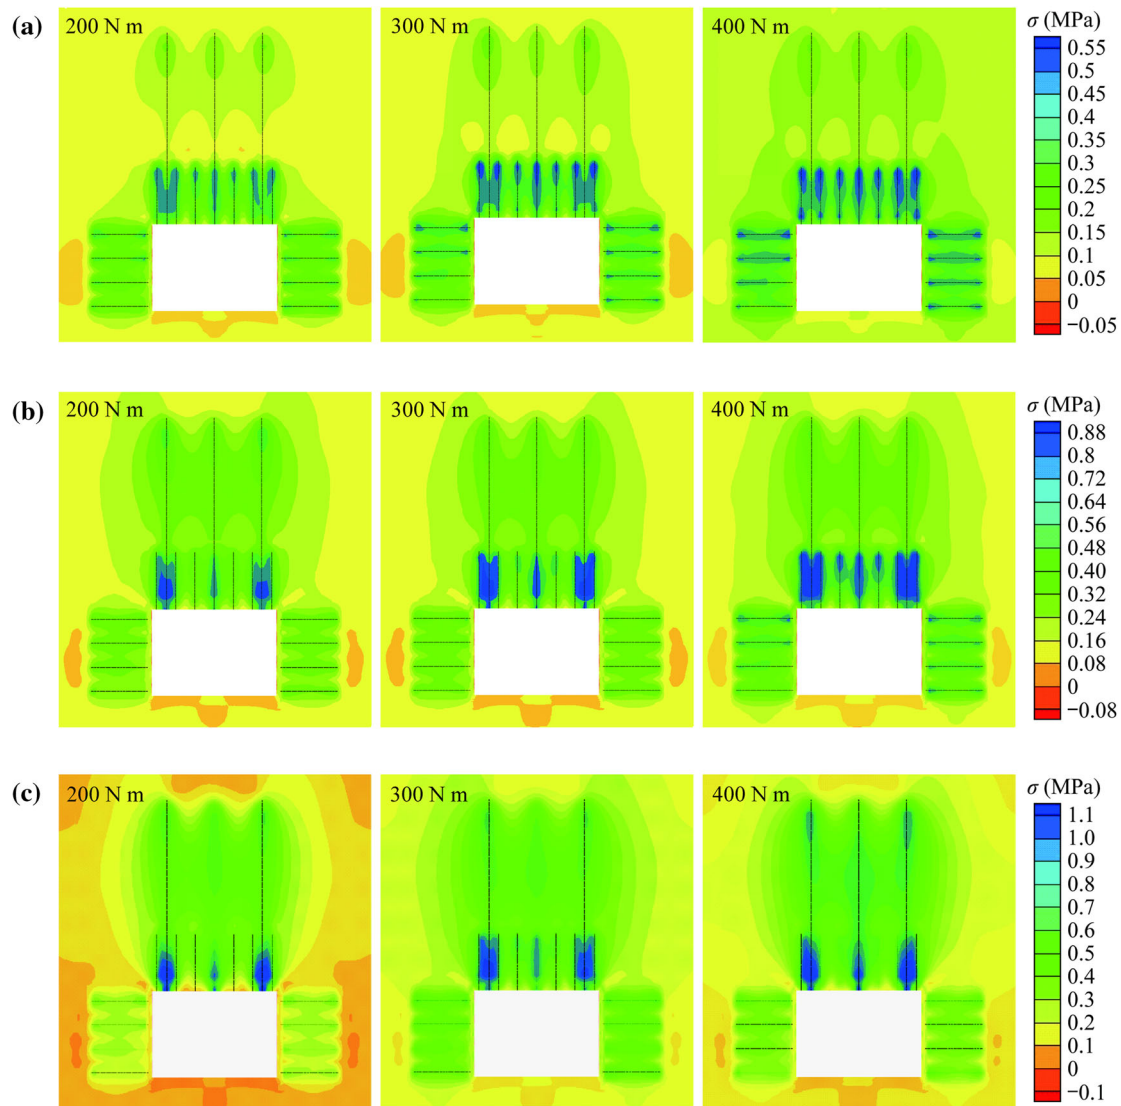 (a)
200 N m
300 N m
400 N m
σ (MPa)
0.55
0.5
0.45
0.4
0.35
0.3
0.25
0.2
0.15
0.1
0.05
0
−0.05
(b)
200 N m
300 N m
400 N m
σ (MPa)
0.88
0.8
0.72
0.64
0.56
0.48
0.40
0.32
0.24
0.16
0.08
0
−0.08
(c)
200 N m
300 N m
400 N m
σ (MPa)
1.1
1.0
0.9
0.8
0.7
0.6
0.5
0.4
0.3
0.2
0.1
0
−0.1